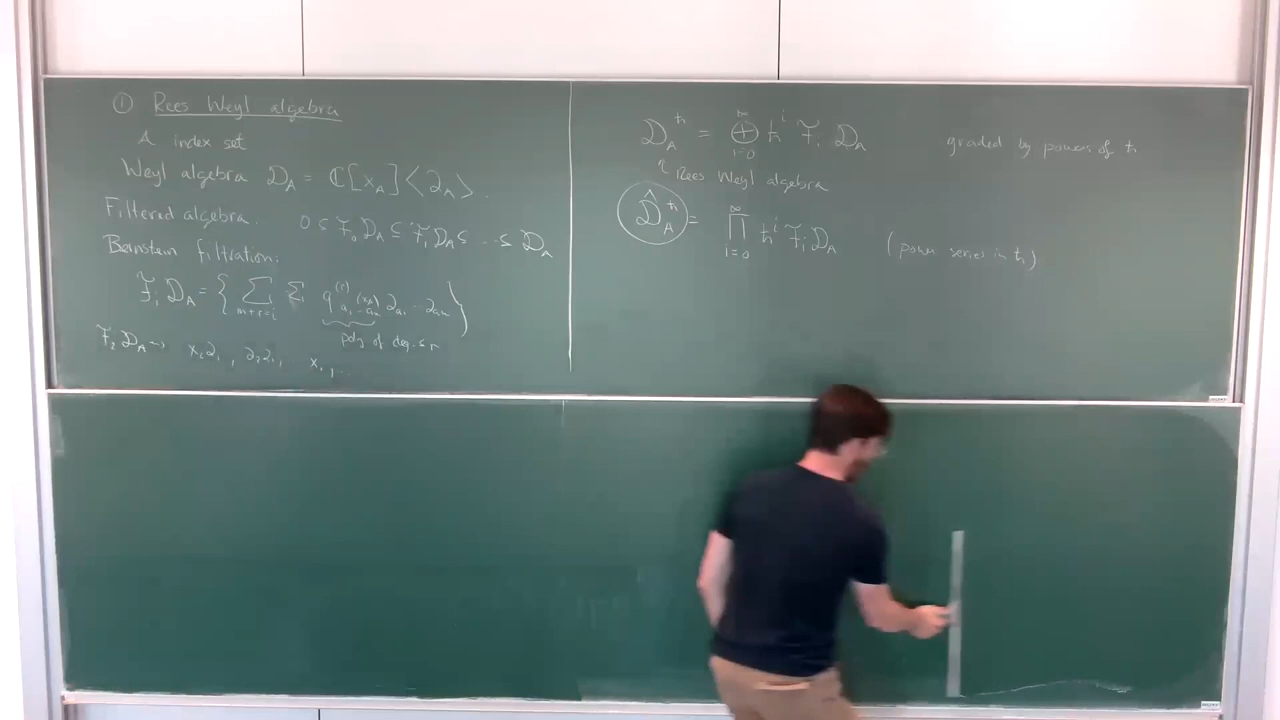 ① Rees Weyl algebra
A index set
Weyl algebra D_A = ℂ[x_A]⟨∂_A⟩.
Filtered algebra. 0 ⊆ F_0 D_A ⊆ F_1 D_A ⊆ ... ⊆ D_A
Bernstein filtration:
F_i D_A = { Σ_{m+r=i} Σ q^{(r)}_{a_1...a_m}(x_A) ∂_{a_1}...∂_{a_m} }
poly of deg ≤ r
F_2 D_A ⇝ x_2∂_1, ∂_2∂_1, x_1, ...
D_A^ħ = ⊕_{i=0}^∞ ħ^i F_i D_A graded by powers of ħ
Rees Weyl algebra
D̂_A^ħ = ∏_{i=0}^∞ ħ^i F_i D_A (power series in ħ)